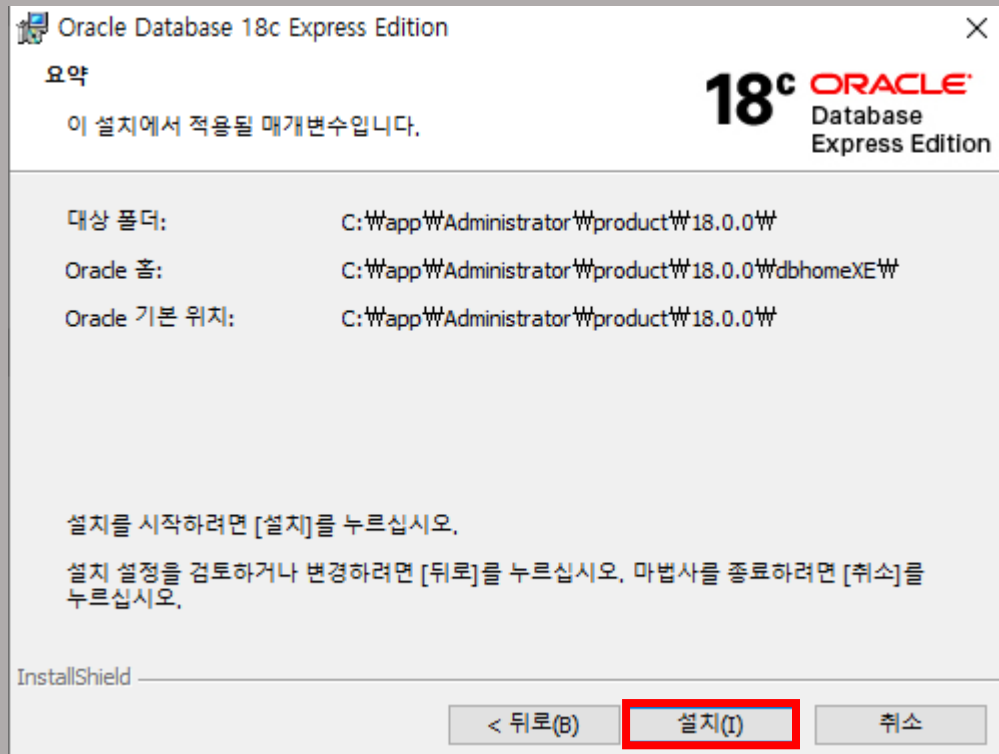 Oracle Database 18c Express Edition
요약
이 설치에서 적용될 매개변수입니다.
18c ORACLE
Database
Express Edition
대상 폴더: C:₩app₩Administrator₩product₩18.0.0₩
Oracle 홈: C:₩app₩Administrator₩product₩18.0.0₩dbhomeXE₩
Oracle 기본 위치: C:₩app₩Administrator₩product₩18.0.0₩
설치를 시작하려면 [설치]를 누르십시오.
설치 설정을 검토하거나 변경하려면 [뒤로]를 누르십시오. 마법사를 종료하려면 [취소]를
누르십시오.
InstallShield
< 뒤로(B) 설치(I) 취소